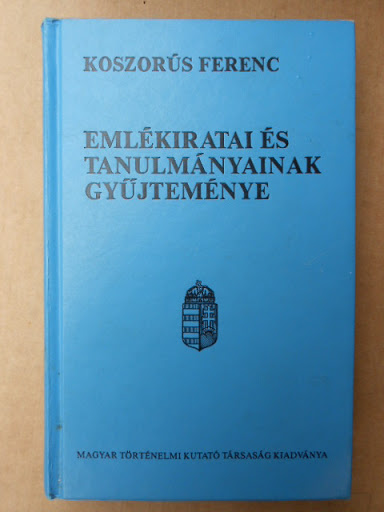 KOSZORÚS FERENC
EMLÉKIRATAI ÉS
TANULMÁNYAINAK
GYŰJTEMÉNYE
MAGYAR TÖRTÉNELMI KUTATÓ TÁRSASÁG KIADVÁNYA